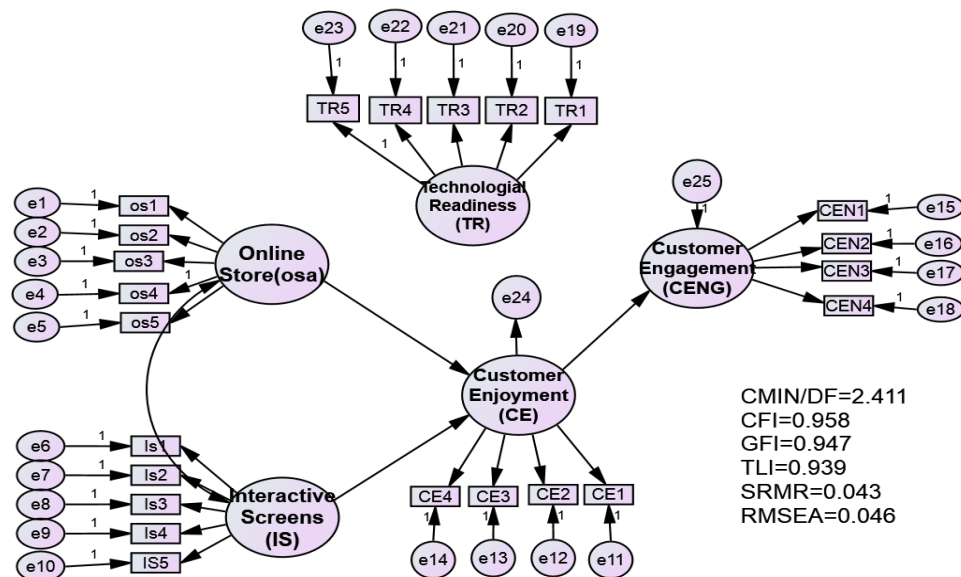 e23
e22
e21
e20
e19
1
1
1
1
1
TR5
TR4
TR3
TR2
TR1
1
Technologial
Readiness
(TR)
e25
1
e1
1
os1
e2
1
os2
e3
1
os3
e4
1
os4
e5
1
os5
Online
Store(osa)
Customer
Engagement
(CENG)
CEN1
1
e15
CEN2
1
e16
CEN3
1
e17
CEN4
1
e18
e24
Customer
Enjoyment
(CE)
e6
1
Is1
e7
1
Is2
e8
1
Is3
e9
1
Is4
e10
1
IS5
Interactive
Screens
(IS)
CE4
CE3
CE2
CE1
1
1
1
1
e14
e13
e12
e11
CMIN/DF=2.411
CFI=0.958
GFI=0.947
TLI=0.939
SRMR=0.043
RMSEA=0.046